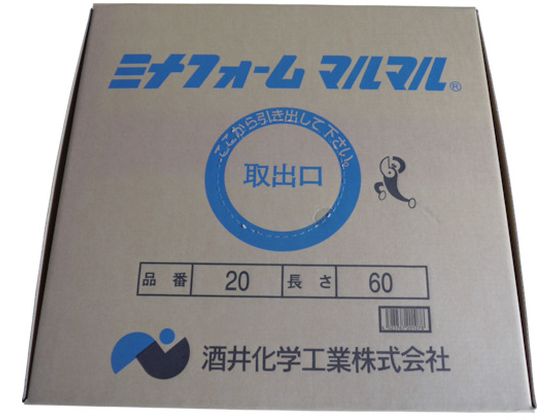 ミナフォーム マルマル®
ここから引き出して下さい。
取出口
品番 20 長さ 60
酒井化学工業株式会社